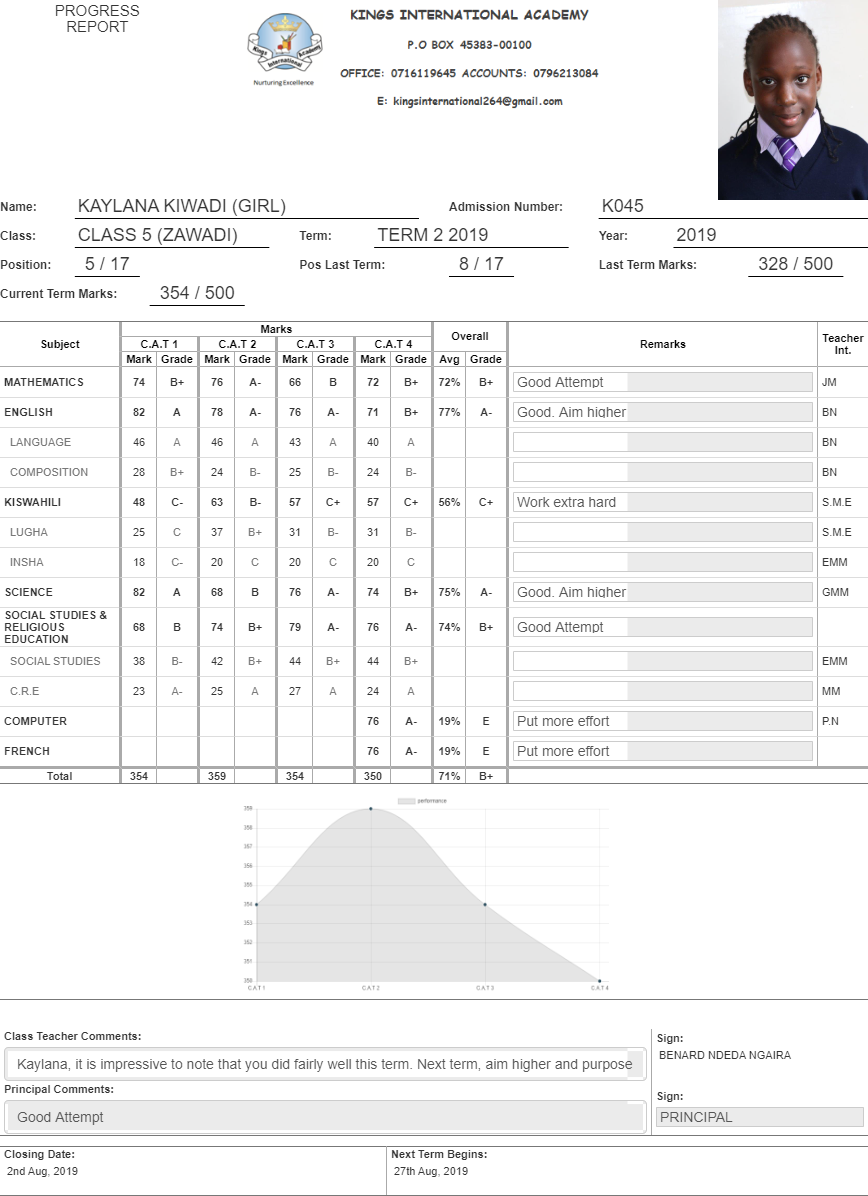 PROGRESS
REPORT
Kings International Academy
Nurturing Excellence
KINGS INTERNATIONAL ACADEMY
P.O BOX 45383-00100
OFFICE: 0716119645 ACCOUNTS: 0796213084
E: kingsinternational264@gmail.com
Name: KAYLANA KIWADI (GIRL) Admission Number: K045
Class: CLASS 5 (ZAWADI) Term: TERM 2 2019 Year: 2019
Position: 5 / 17 Pos Last Term: 8 / 17 Last Term Marks: 328 / 500
Current Term Marks: 354 / 500
Subject Marks Overall Remarks Teacher Int.
C.A.T 1 C.A.T 2 C.A.T 3 C.A.T 4
Mark Grade Mark Grade Mark Grade Mark Grade Avg Grade
MATHEMATICS 74 B+ 76 A- 66 B 72 B+ 72% B+ Good Attempt JM
ENGLISH 82 A 78 A- 76 A- 71 B+ 77% A- Good. Aim higher BN
LANGUAGE 46 A 46 A 43 A 40 A BN
COMPOSITION 28 B+ 24 B- 25 B- 24 B- BN
KISWAHILI 48 C- 63 B- 57 C+ 57 C+ 56% C+ Work extra hard S.M.E
LUGHA 25 C 37 B+ 31 B- 31 B- S.M.E
INSHA 18 C- 20 C 20 C 20 C EMM
SCIENCE 82 A 68 B 76 A- 74 B+ 75% A- Good. Aim higher GMM
SOCIAL STUDIES &
RELIGIOUS
EDUCATION 68 B 74 B+ 79 A- 76 A- 74% B+ Good Attempt
SOCIAL STUDIES 38 B- 42 B+ 44 B+ 44 B+ EMM
C.R.E 23 A- 25 A 27 A 24 A MM
COMPUTER 76 A- 19% E Put more effort P.N
FRENCH 76 A- 19% E Put more effort
Total 354 359 354 350 71% B+
performance
359
358
357
356
355
354
353
352
351
350
C.A.T 1 C.A.T 2 C.A.T 3 C.A.T 4
Class Teacher Comments:
Kaylana, it is impressive to note that you did fairly well this term. Next term, aim higher and purpose
Sign:
BENARD NDEDA NGAIRA
Principal Comments:
Good Attempt
Sign:
PRINCIPAL
Closing Date: Next Term Begins:
2nd Aug, 2019 27th Aug, 2019